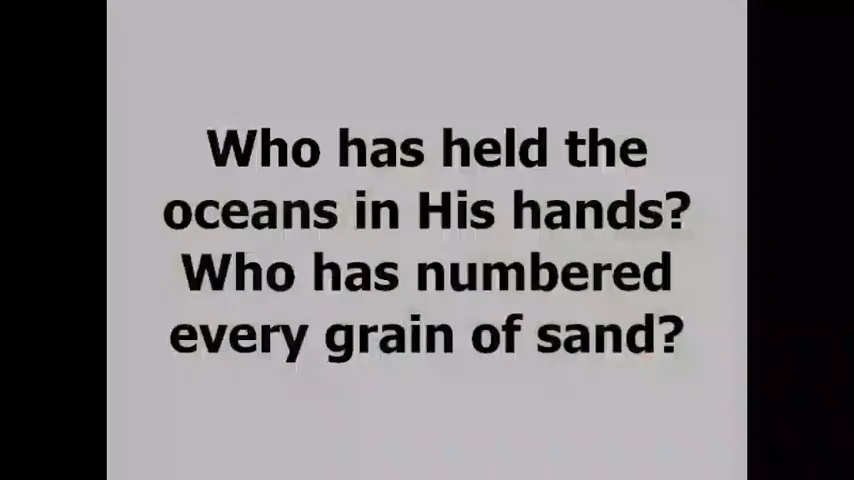 Who has held the
oceans in His hands?
Who has numbered
every grain of sand?